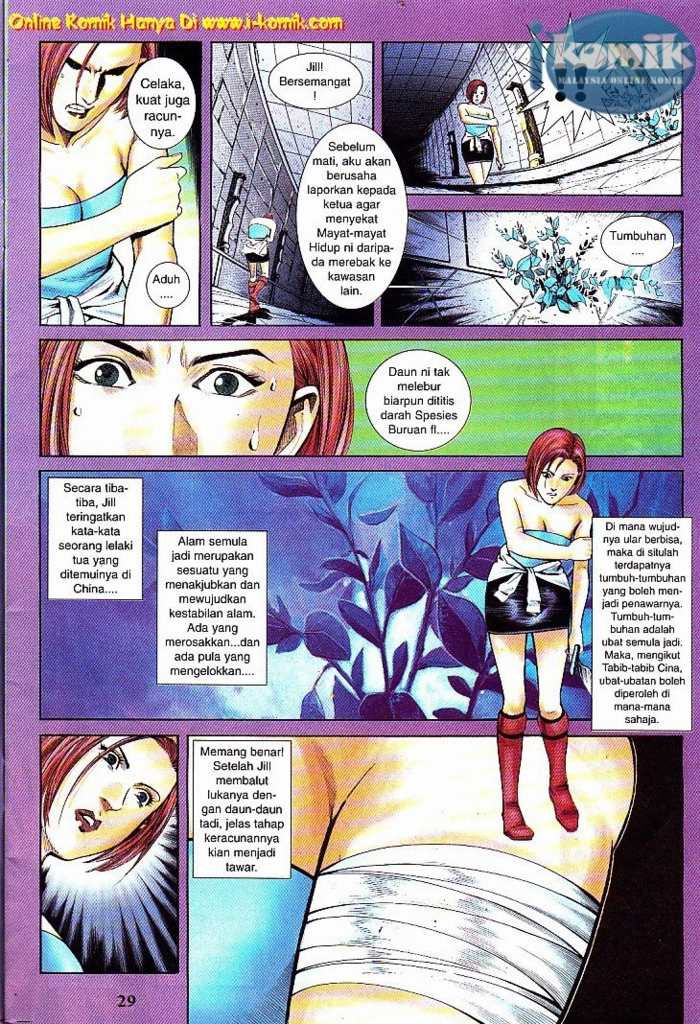 Online Komik Hanya Di www.i-komik.com
i komik
MALAYSIA ONLINE KOMIK
Celaka,
kuat juga
racun-
nya.
Aduh
....
Jill!
Bersemangat
!
Sebelum
mati, aku akan
berusaha
laporkan kepada
ketua agar
menyekat
Mayat-mayat
Hidup ni daripa-
da merebak ke
kawasan
lain.
Tumbuhan
....
Daun ni tak
melebur
biarpun dititis
darah Spesies
Buruan fl....
Secara tiba-
tiba, Jill
teringatkan
kata-kata
seorang lelaki
tua yang
ditemuinya di
China....
Alam semula
jadi merupakan
sesuatu yang
menakjubkan dan
mewujudkan
kestabilan alam.
Ada yang
merosakkan...dan
ada pula yang
mengelokkan....
Di mana wujud-
nya ular berbisa,
maka di situlah
terdapatnya
tumbuh-tumbuhan
yang boleh men-
jadi penawarnya.
Tumbuh-tum-
buhan adalah
ubat semula jadi.
Maka, mengikut
Tabib-tabib Cina,
ubat-ubatan boleh
diperoleh di
mana-mana
sahaja.
Memang benar!
Setelah Jill
membalut
lukanya den-
gan daun-daun
tadi, jelas tahap
keracunannya
kian menjadi
tawar.
29